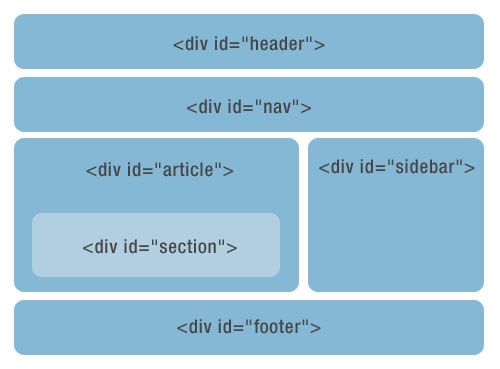 <div id="header">
<div id="nav">
<div id="article">
<div id="sidebar">
<div id="section">
<div id="footer">